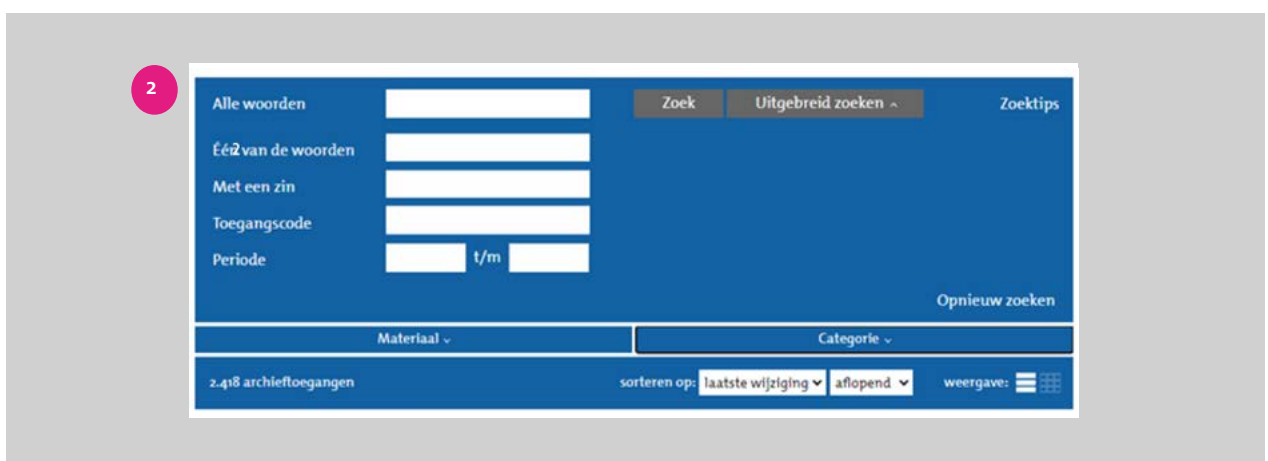 2
Alle woorden Zoek Uitgebreid zoeken Zoektips
Één van de woorden
2
Met een zin
Toegangscode
Periode t/m
Opnieuw zoeken
Materiaal Categorie
2.418 archieftoegangen sorteren op: laatste wijziging aflopend weergave: